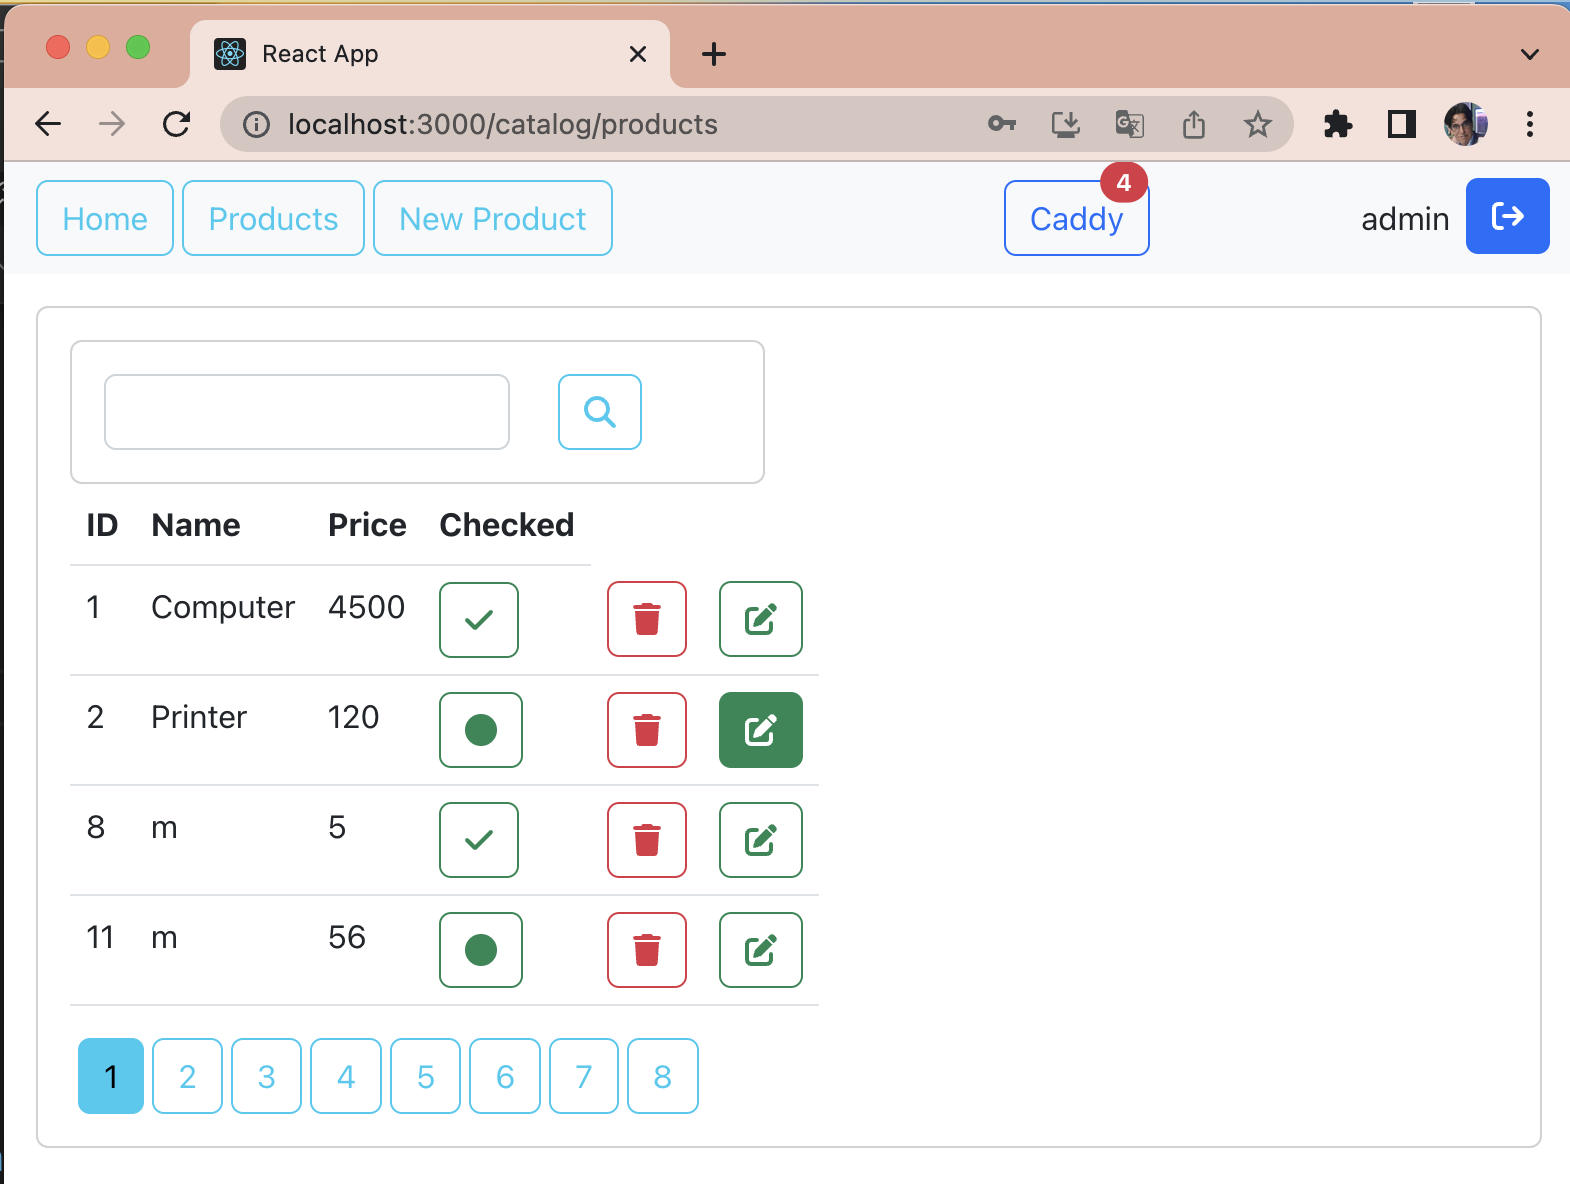 React App
localhost:3000/catalog/products
Home Products New Product Caddy 4 admin
ID Name Price Checked
1 Computer 4500
2 Printer 120
8 m 5
11 m 56
1 2 3 4 5 6 7 8